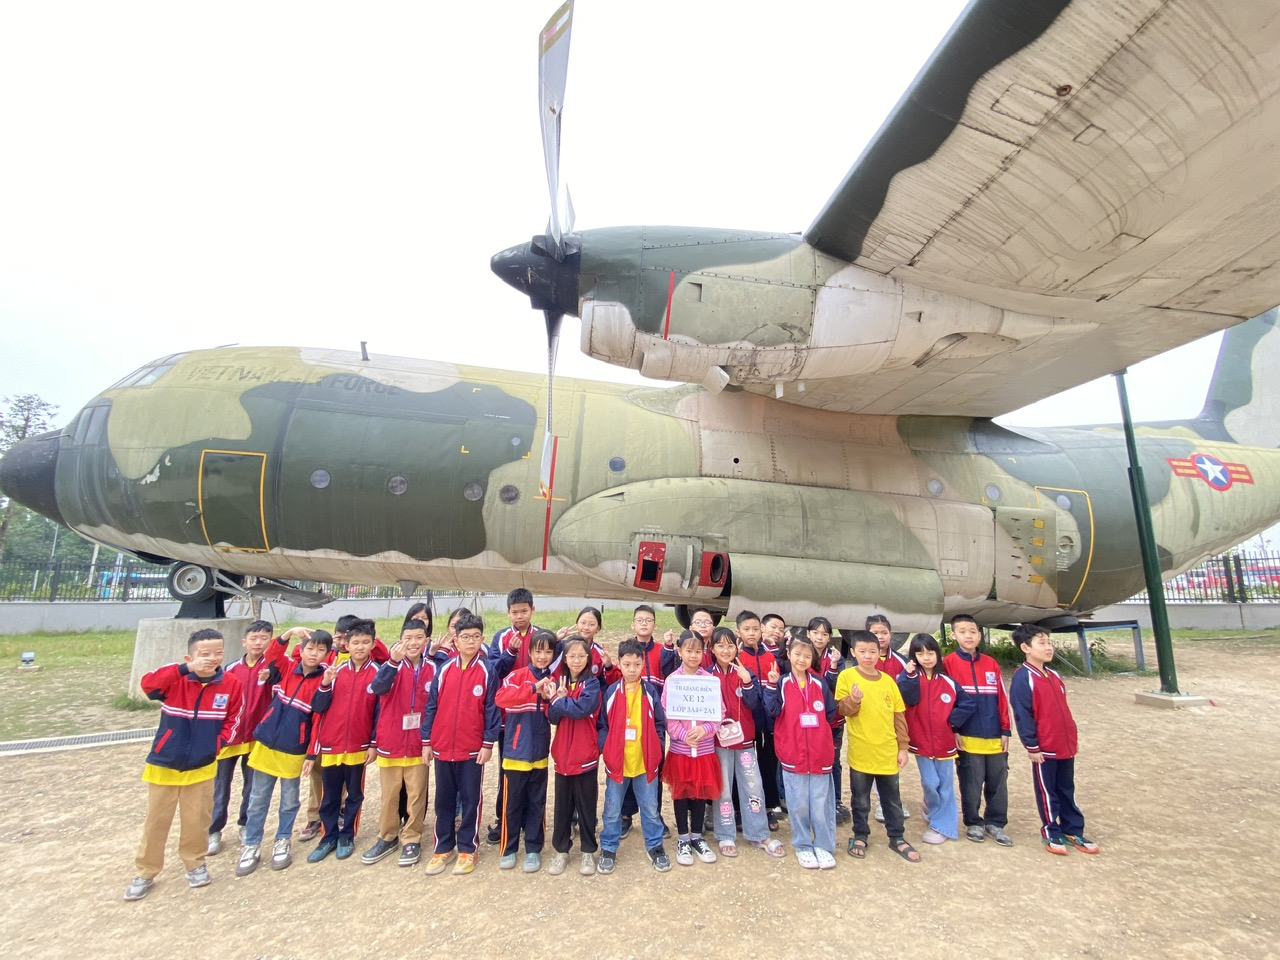 VIETNAM AIR FORCE
TH GIANG BIÊN
XE 12
LỚP 3A4+ 2A1